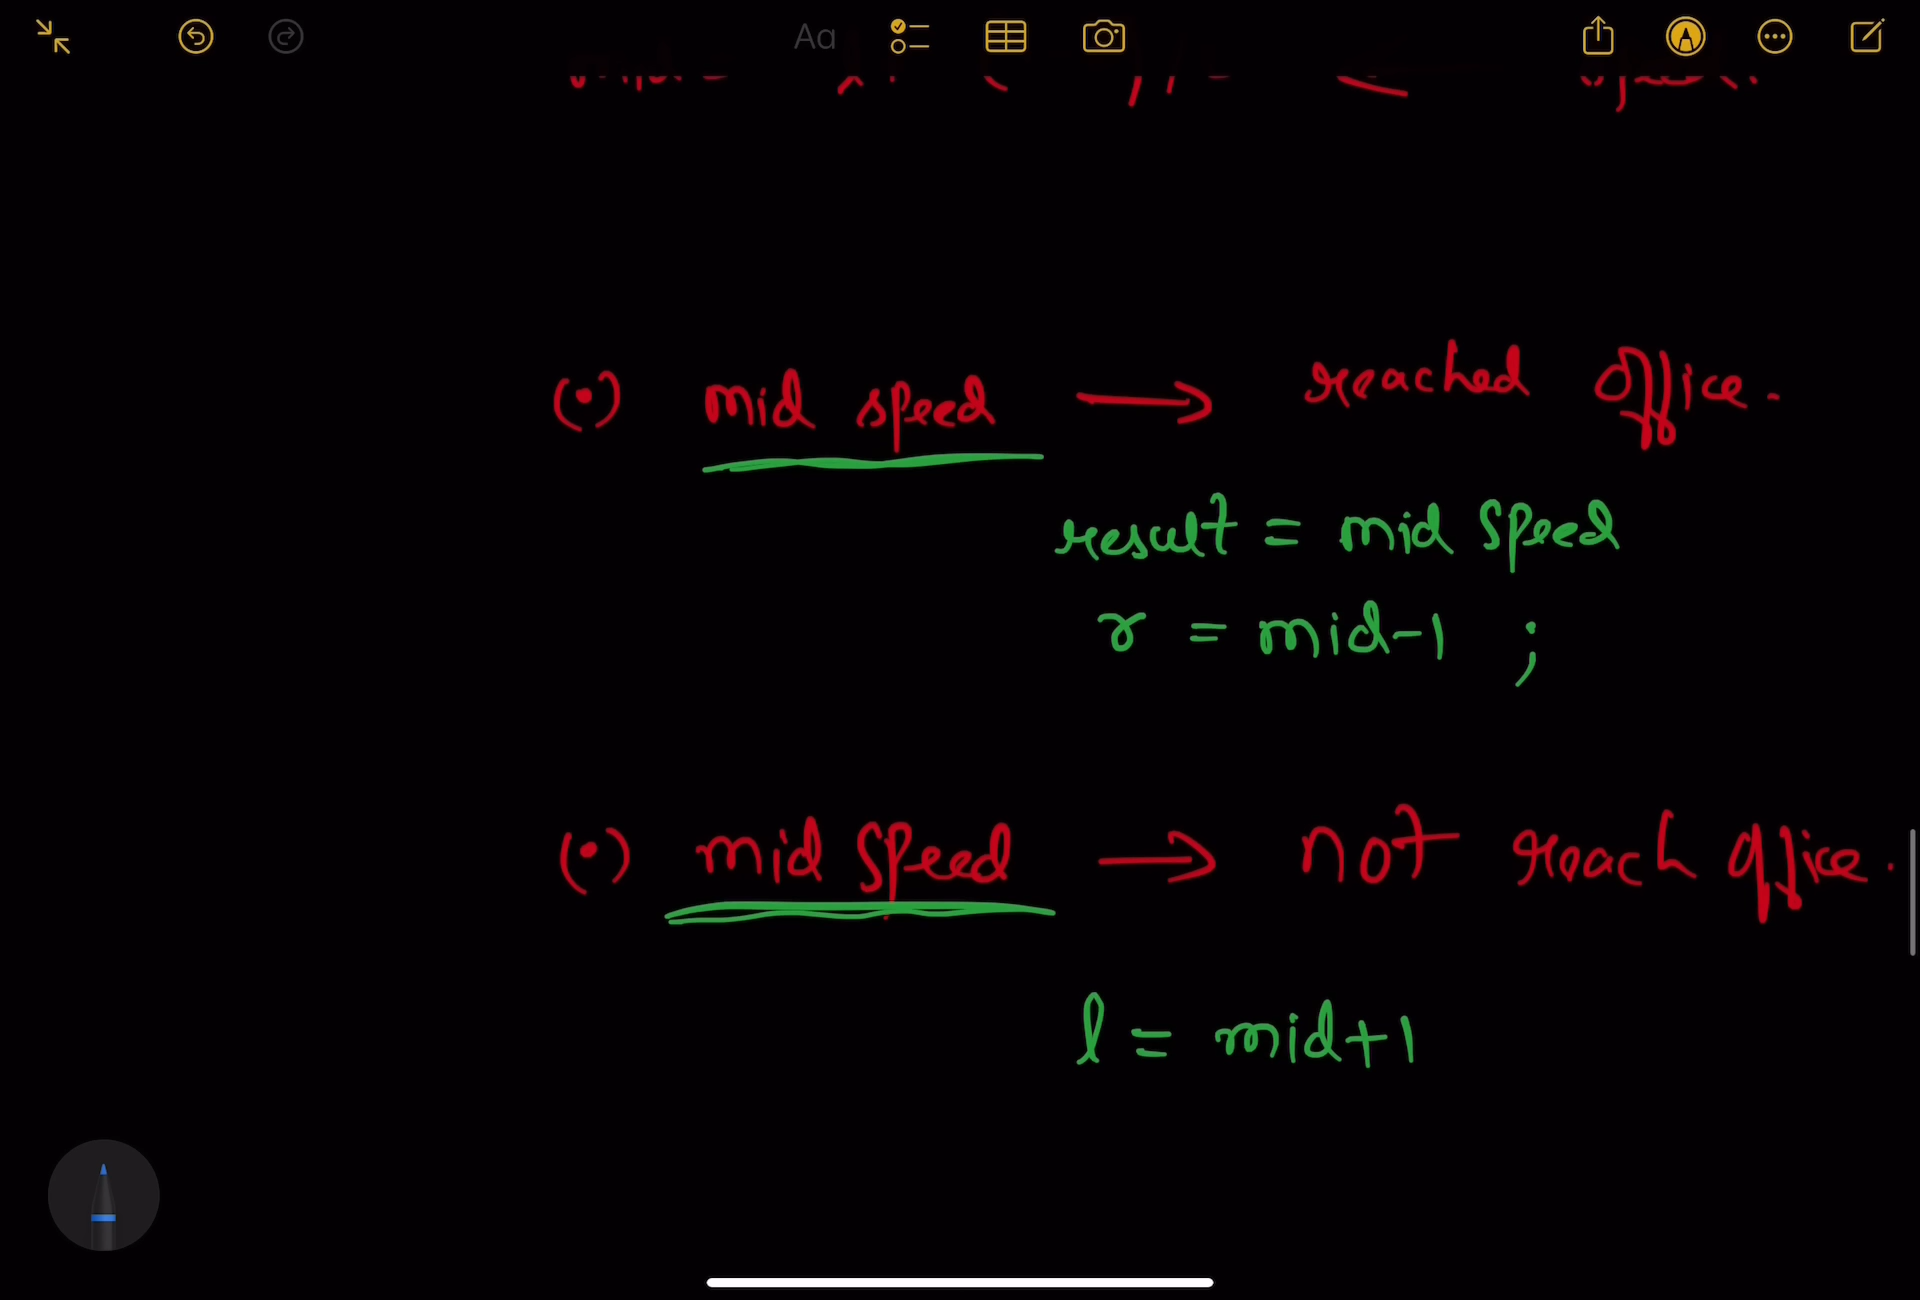 Aa
(•) mid speed → reached office.
result = mid speed
r = mid-1 ;
(•) mid speed → not reach office.
l = mid+1